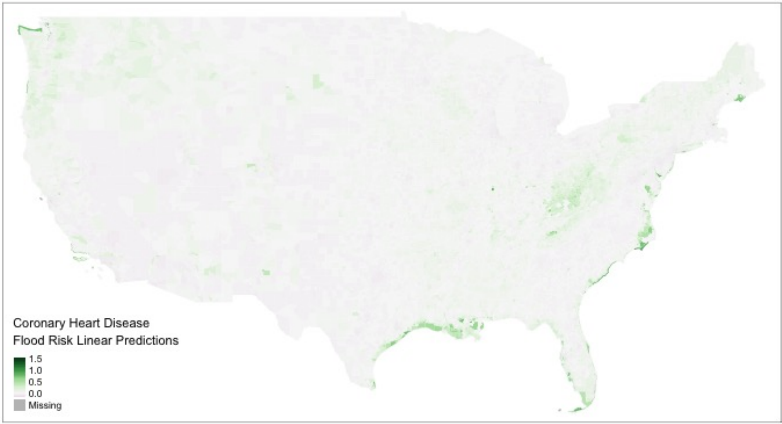 Coronary Heart Disease
Flood Risk Linear Predictions
1.5
1.0
0.5
0.0
Missing